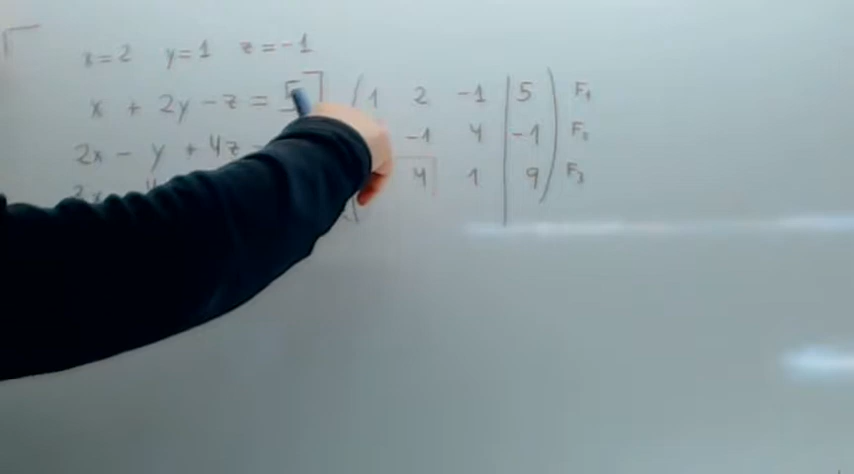 x=2 y=1 z=-1
x + 2y - z = 5
2x - y + 4z
1 2 -1 5 F1
-1 4 -1 F2
4 1 9 F3